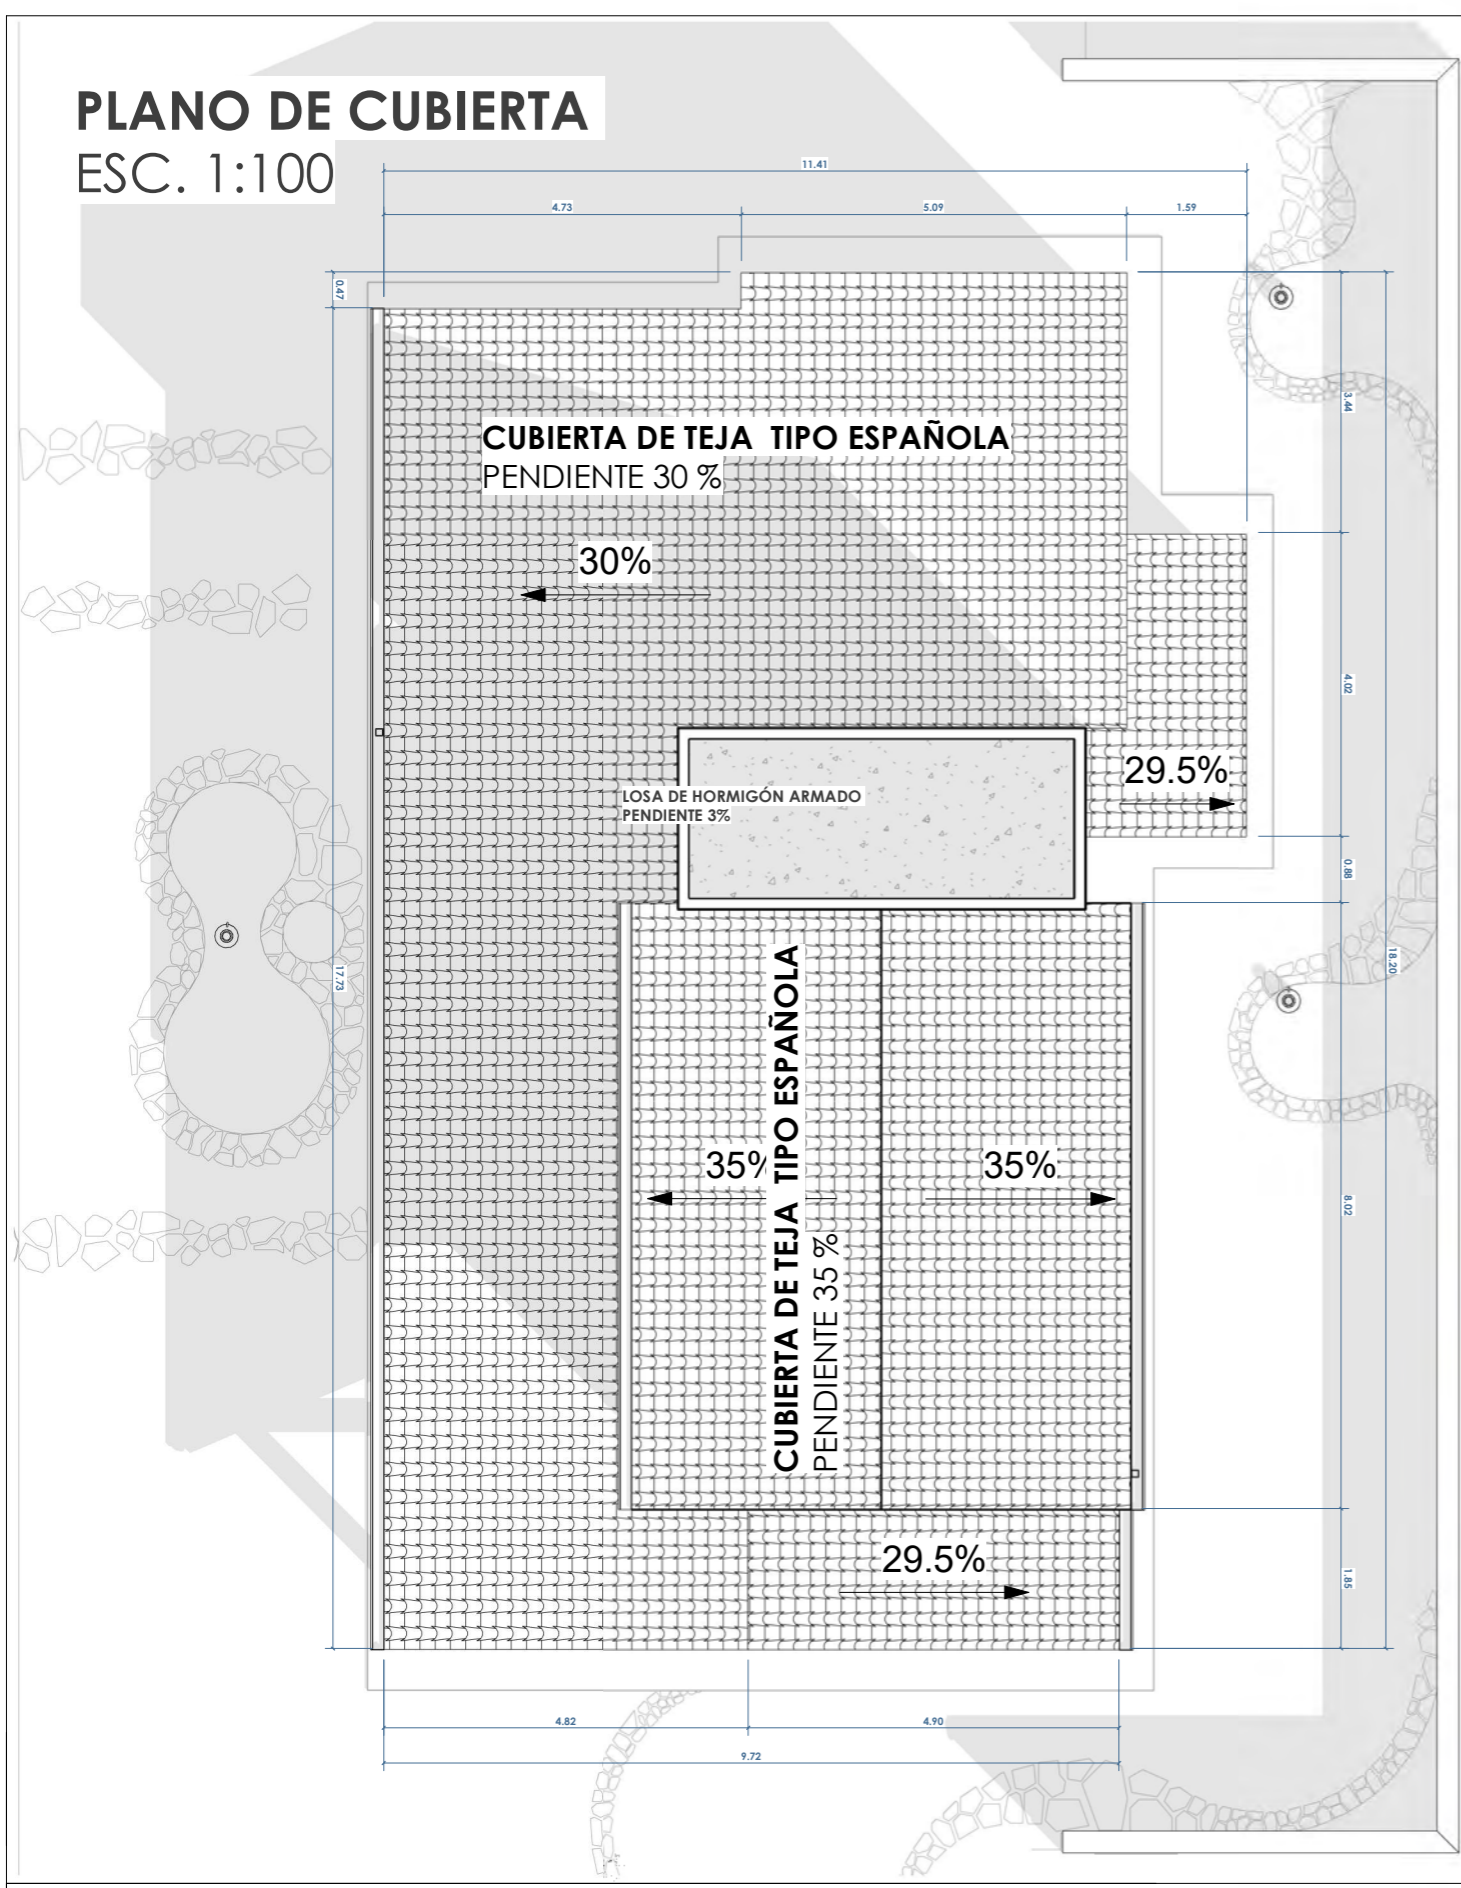 PLANO DE CUBIERTA
ESC. 1:100
11.41
4.73
5.09
1.59
0.47
3.44
CUBIERTA DE TEJA TIPO ESPAÑOLA
PENDIENTE 30 %
30%
4.02
29.5%
LOSA DE HORMIGÓN ARMADO
PENDIENTE 3%
0.88
17.73
18.20
CUBIERTA DE TEJA TIPO ESPAÑOLA
PENDIENTE 35 %
35%
35%
8.02
29.5%
1.85
4.82
4.90
9.72